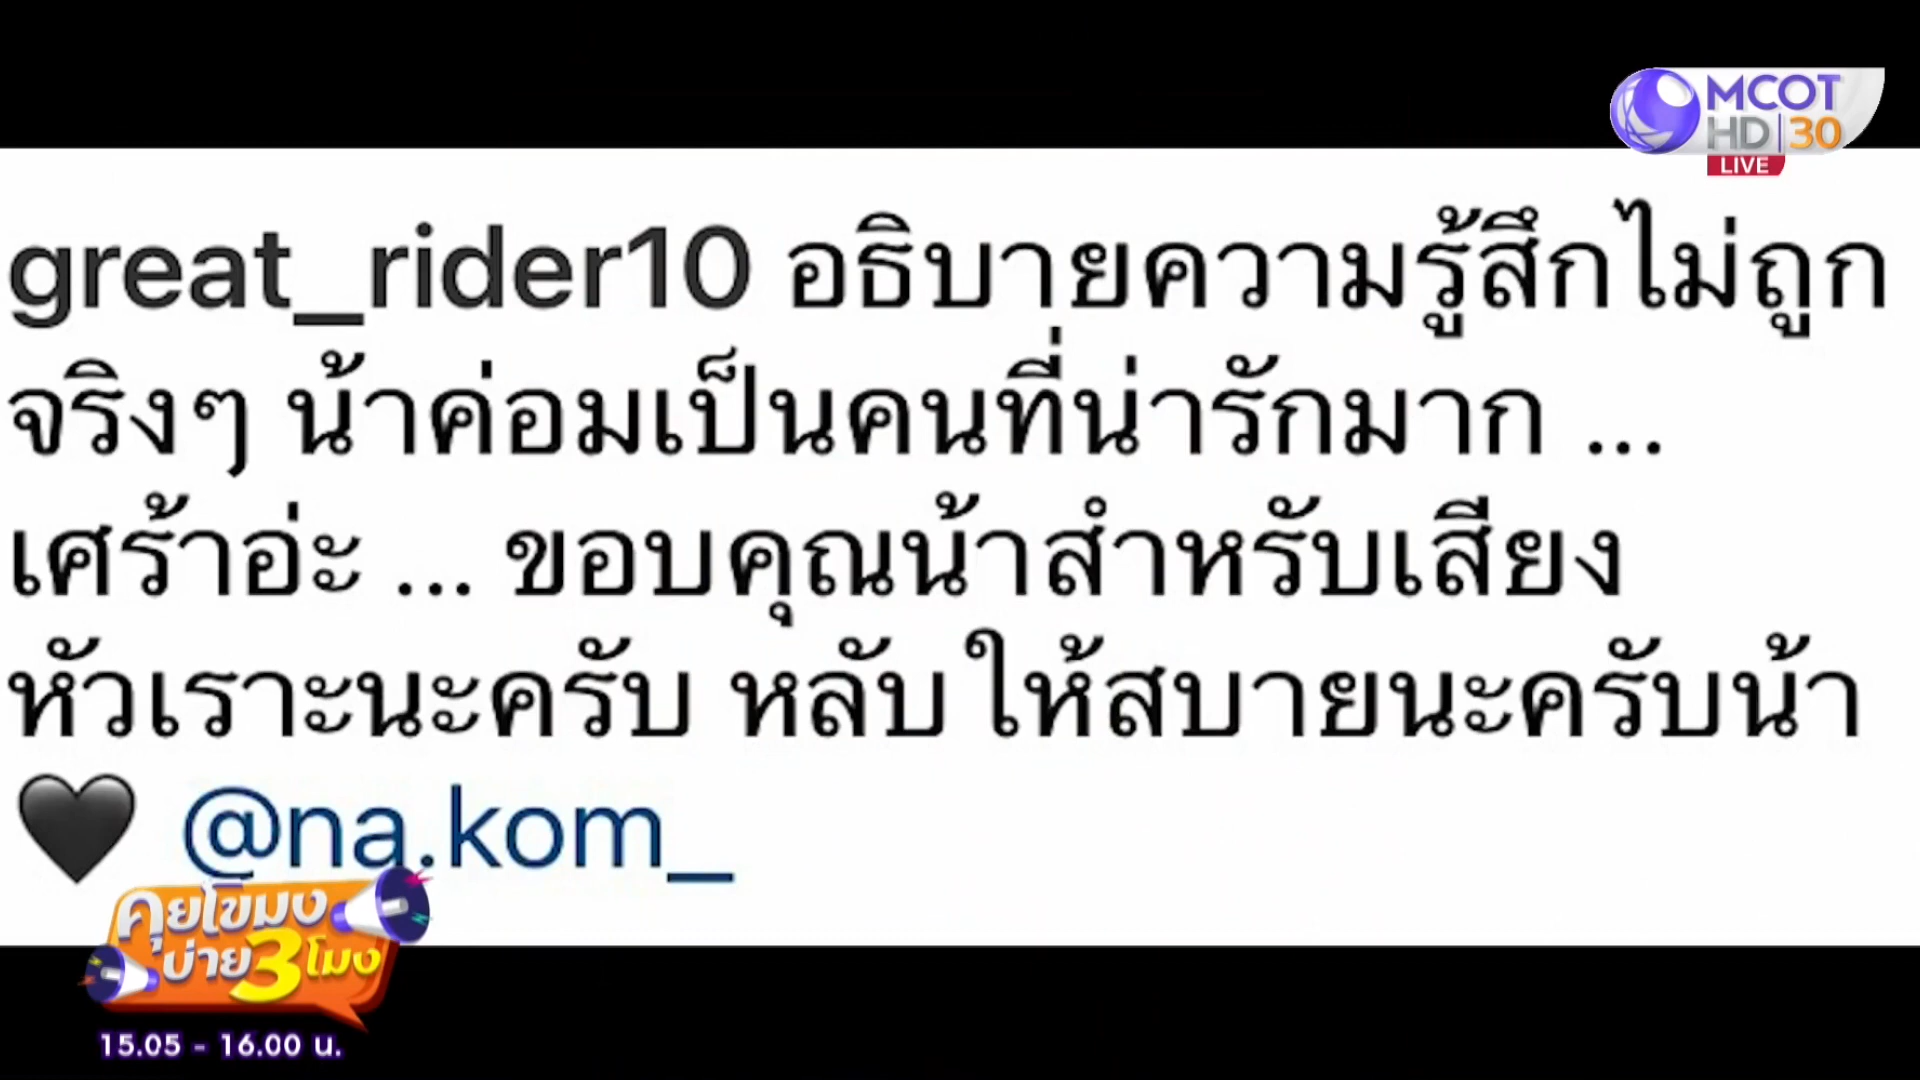 MCOT
HD 30
LIVE
great_rider10 อธิบายความรู้สึกไม่ถูก
จริงๆ น้าค่อมเป็นคนที่น่ารักมาก ...
เศร้าอ่ะ ... ขอบคุณน้าสำหรับเสียง
หัวเราะนะครับ หลับให้สบายนะครับน้า
🖤 @na.kom_
คุยโขมง
บ่าย 3 โมง
15.05 - 16.00 น.